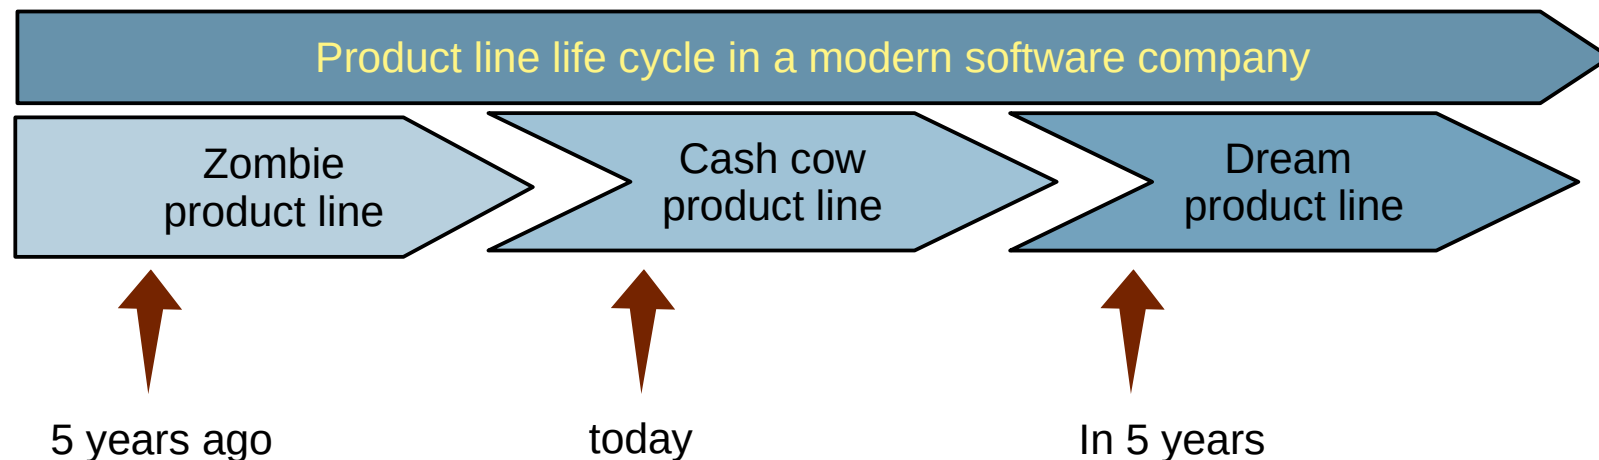 Product line life cycle in a modern software company
Zombie
product line
Cash cow
product line
Dream
product line
5 years ago
today
In 5 years